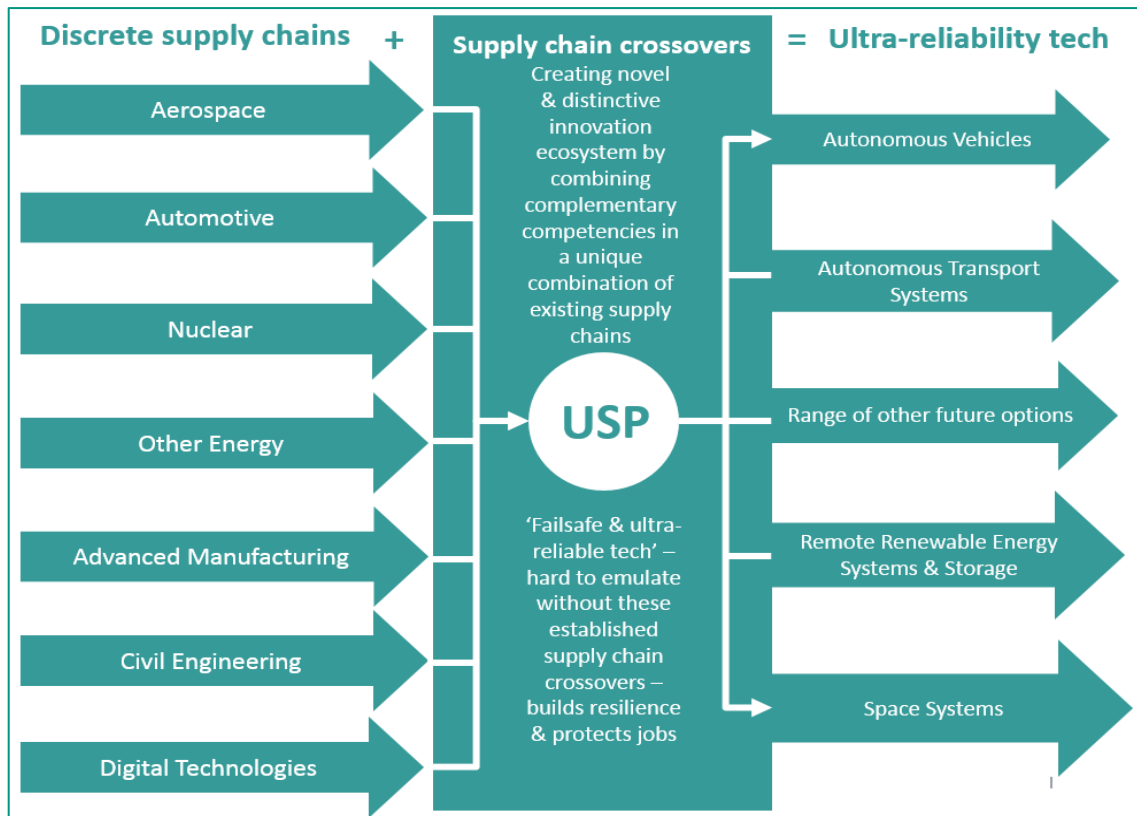 Discrete supply chains
+
Supply chain crossovers
=
Ultra-reliability tech
Aerospace
Automotive
Nuclear
Other Energy
Advanced Manufacturing
Civil Engineering
Digital Technologies
Creating novel
& distinctive
innovation
ecosystem by
combining
complementary
competencies in
a unique
combination of
existing supply
chains
USP
‘Failsafe & ultra-
reliable tech’ –
hard to emulate
without these
established
supply chain
crossovers –
builds resilience
& protects jobs
Autonomous Vehicles
Autonomous Transport
Systems
Range of other future options
Remote Renewable Energy
Systems & Storage
Space Systems